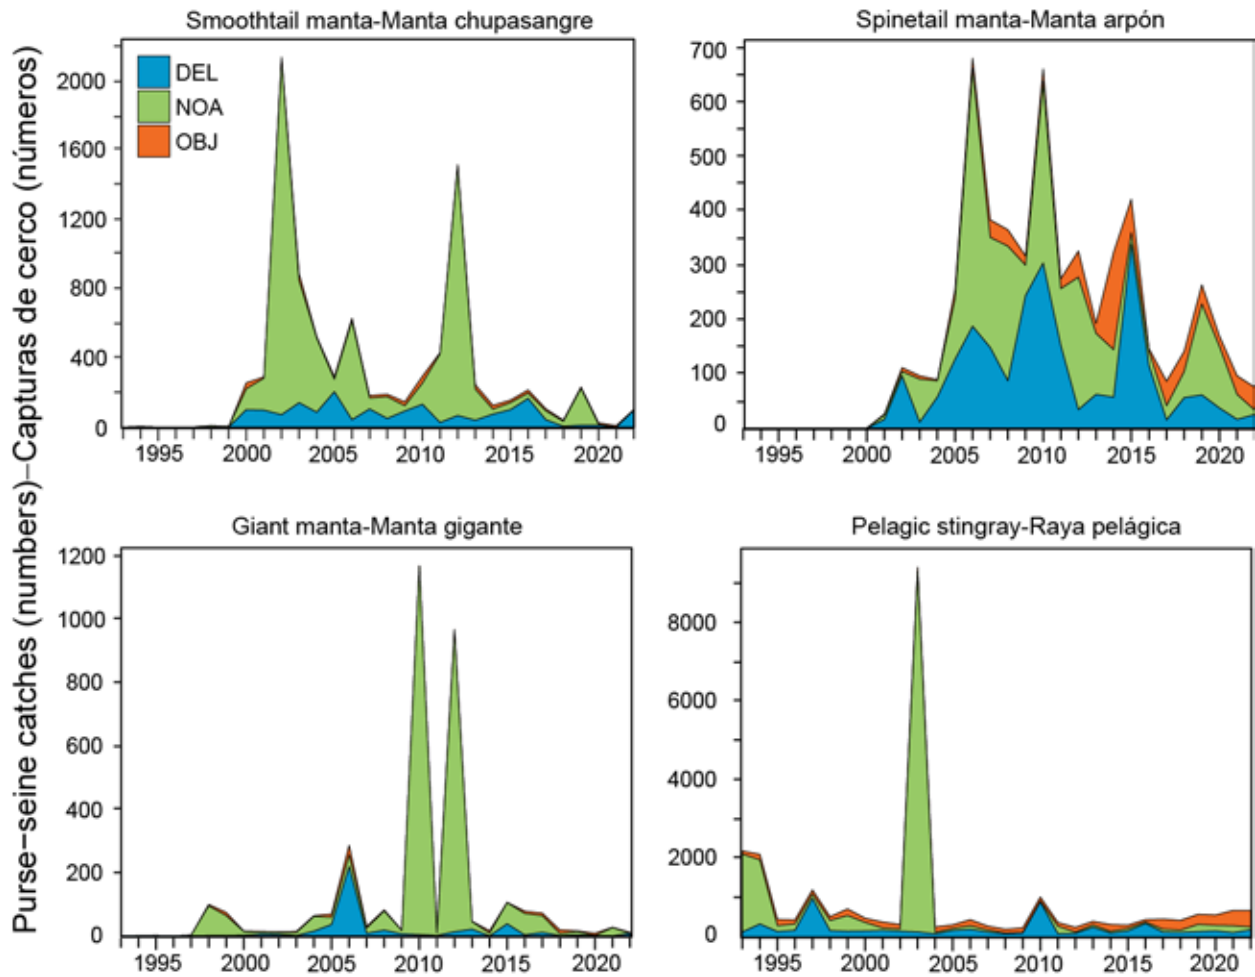 Purse-seine catches (numbers)-Capturas de cerco (números)
Smoothtail manta-Manta chupasangre
2000
1600
1200
800
400
0
DEL
NOA
OBJ
1995 2000 2005 2010 2015 2020
Spinetail manta-Manta arpón
700
600
500
400
300
200
100
0
1995 2000 2005 2010 2015 2020
Giant manta-Manta gigante
1200
1000
800
600
400
200
0
1995 2000 2005 2010 2015 2020
Pelagic stingray-Raya pelágica
8000
6000
4000
2000
0
1995 2000 2005 2010 2015 2020